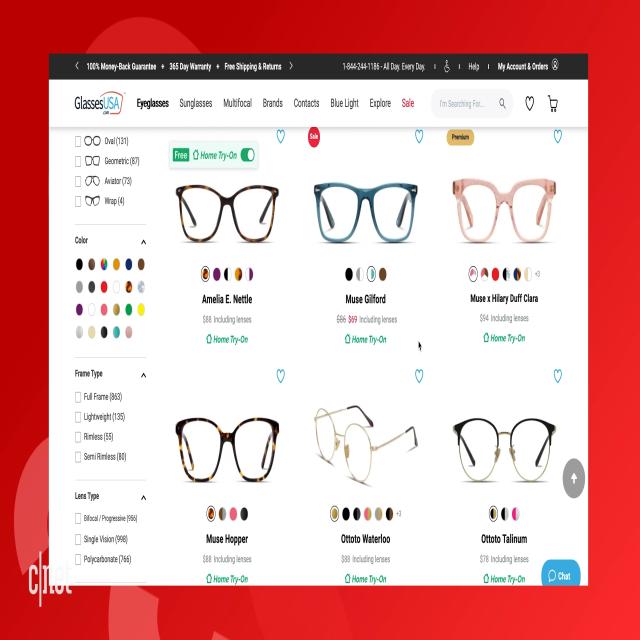 100% Money-Back Guarantee + 365 Day Warranty + Free Shipping & Returns
1-844-244-1186 - All Day. Every Day.
Help
My Account & Orders
GlassesUSA
.com
Eyeglasses Sunglasses Multifocal Brands Contacts Blue Light Explore Sale
I'm Searching For...
Oval (131)
Geometric (87)
Aviator (73)
Wrap (4)
Color
Frame Type
Full Frame (863)
Lightweight (135)
Rimless (55)
Semi Rimless (80)
Lens Type
Bifocal / Progressive (956)
Single Vision (998)
Polycarbonate (766)
Free Home Try-On
Sale
Premium
+3
Amelia E. Nettle
Muse Gilford
Muse x Hilary Duff Clara
$88 Including lenses
$86 $69 Including lenses
$94 Including lenses
Home Try-On
Home Try-On
Home Try-On
+3
Muse Hopper
Ottoto Waterloo
Ottoto Talinum
$88 Including lenses
$88 Including lenses
$78 Including lenses
Home Try-On
Home Try-On
Home Try-On
Chat
c|net